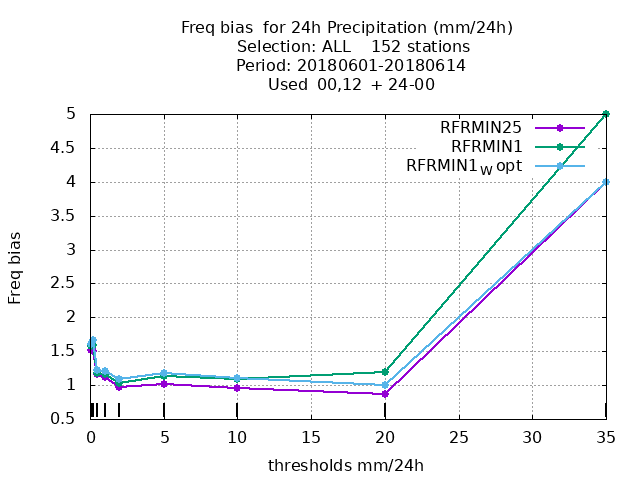 Freq bias  for 24h Precipitation (mm/24h)
Selection: ALL    152 stations
Period: 20180601-20180614
Used  00,12  + 24-00
RFRMIN25
RFRMIN1
RFRMIN1W opt
5
4.5
4
3.5
3
2.5
2
1.5
1
0.5
Freq bias
0 5 10 15 20 25 30 35
thresholds mm/24h